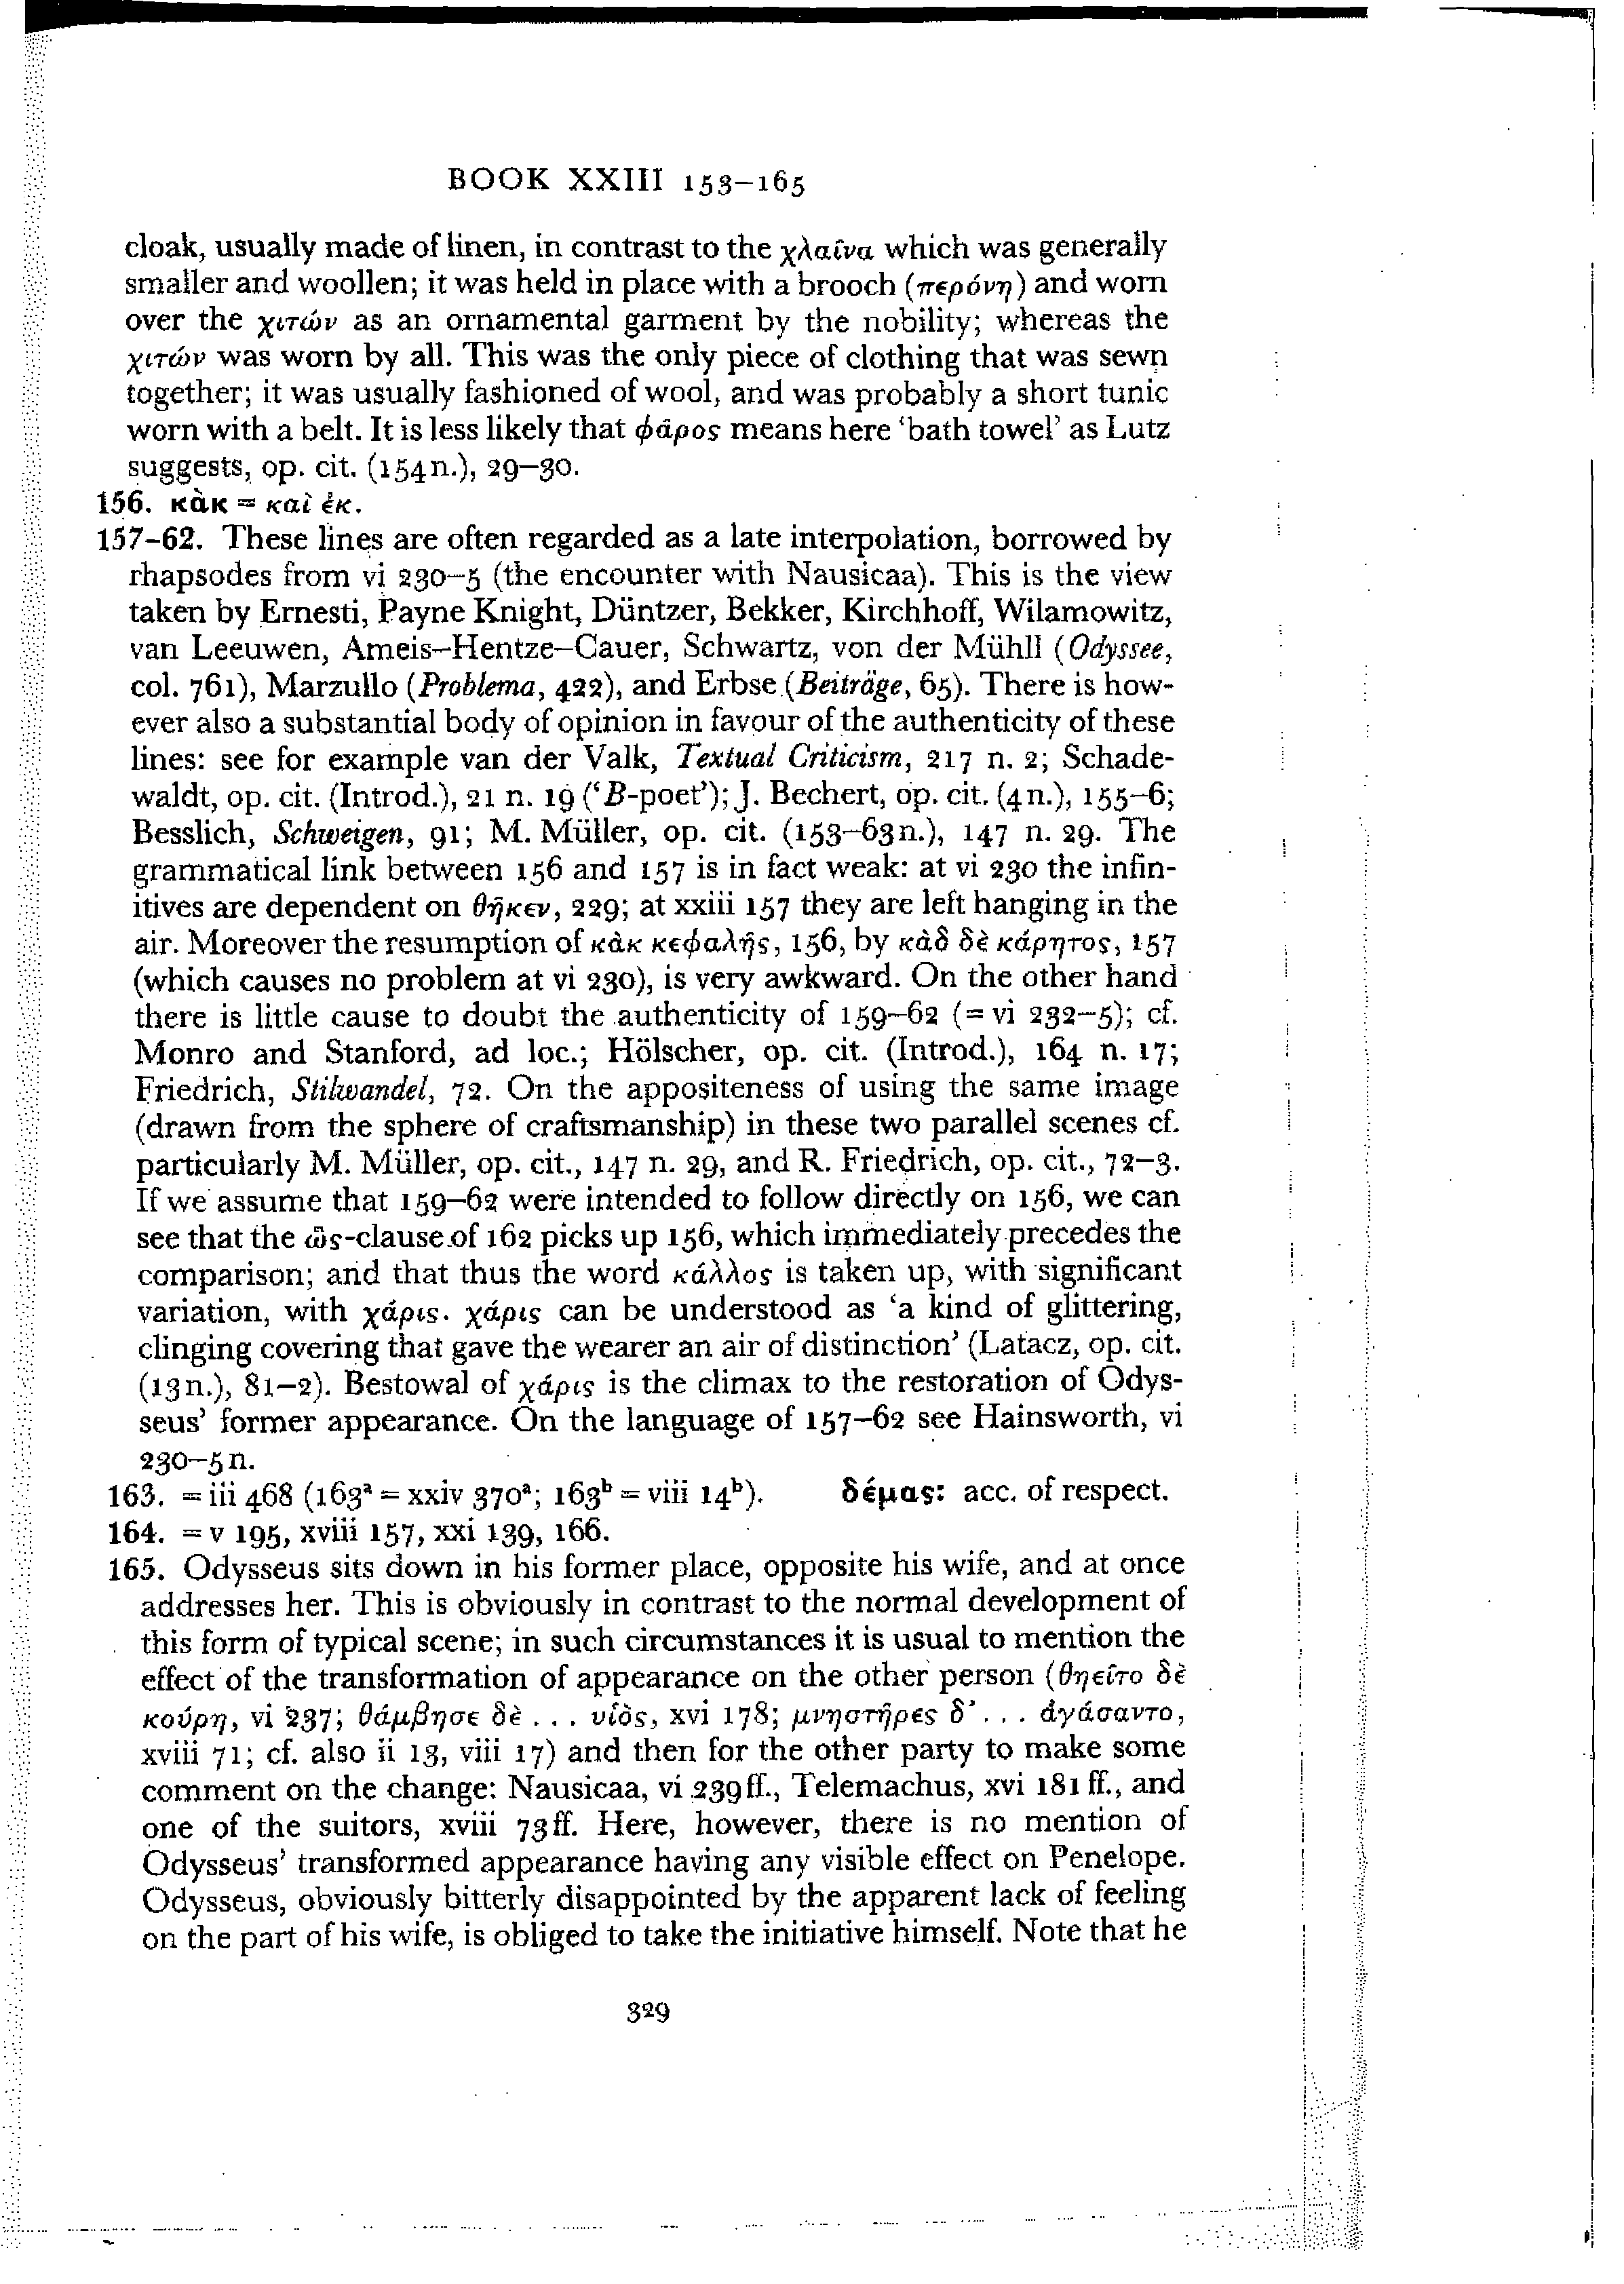 BOOK XXIII 153–165
cloak, usually made of linen, in contrast to the χλαῖνα which was generally
smaller and woollen; it was held in place with a brooch (περόνη) and worn
over the χιτών as an ornamental garment by the nobility; whereas the
χιτών was worn by all. This was the only piece of clothing that was sewn
together; it was usually fashioned of wool, and was probably a short tunic
worn with a belt. It is less likely that φᾶρος means here ‘bath towel’ as Lutz
suggests, op. cit. (154n.), 29–30.
156. κὰκ = καὶ ἐκ.
157–62. These lines are often regarded as a late interpolation, borrowed by
rhapsodes from vi 230–5 (the encounter with Nausicaa). This is the view
taken by Ernesti, Payne Knight, Düntzer, Bekker, Kirchhoff, Wilamowitz,
van Leeuwen, Ameis–Hentze–Cauer, Schwartz, von der Mühll (Odyssee,
col. 761), Marzullo (Problema, 422), and Erbse (Beiträge, 65). There is how-
ever also a substantial body of opinion in favour of the authenticity of these
lines: see for example van der Valk, Textual Criticism, 217 n. 2; Schade-
waldt, op. cit. (Introd.), 21 n. 19 (‘B-poet’); J. Bechert, op. cit. (4n.), 155–6;
Besslich, Schweigen, 91; M. Müller, op. cit. (153–63n.), 147 n. 29. The
grammatical link between 156 and 157 is in fact weak: at vi 230 the infin-
itives are dependent on θῆκεν, 229; at xxiii 157 they are left hanging in the
air. Moreover the resumption of κὰκ κεφαλῆς, 156, by κὰδ δὲ κάρητος, 157
(which causes no problem at vi 230), is very awkward. On the other hand
there is little cause to doubt the authenticity of 159–62 (= vi 232–5); cf.
Monro and Stanford, ad loc.; Hölscher, op. cit. (Introd.), 164 n. 17;
Friedrich, Stilwandel, 72. On the appositeness of using the same image
(drawn from the sphere of craftsmanship) in these two parallel scenes cf.
particularly M. Müller, op. cit., 147 n. 29, and R. Friedrich, op. cit., 72–3.
If we assume that 159–62 were intended to follow directly on 156, we can
see that the ὣς-clause of 162 picks up 156, which immediately precedes the
comparison; and that thus the word κάλλος is taken up, with significant
variation, with χάρις. χάρις can be understood as ‘a kind of glittering,
clinging covering that gave the wearer an air of distinction’ (Latacz, op. cit.
(13n.), 81–2). Bestowal of χάρις is the climax to the restoration of Odys-
seus’ former appearance. On the language of 157–62 see Hainsworth, vi
230–5n.
163. = iii 468 (163ᵃ = xxiv 370ᵃ; 163ᵇ = viii 14ᵇ). δέμας: acc. of respect.
164. = v 195, xviii 157, xxi 139, 166.
165. Odysseus sits down in his former place, opposite his wife, and at once
addresses her. This is obviously in contrast to the normal development of
this form of typical scene; in such circumstances it is usual to mention the
effect of the transformation of appearance on the other person (θηεῖτο δὲ
κούρη, vi 237; θάμβησε δὲ . . . υἱὸς, xvi 178; μνηστῆρες δ’ . . . ἀγάσαντο,
xviii 71; cf. also ii 13, viii 17) and then for the other party to make some
comment on the change: Nausicaa, vi 239ff., Telemachus, xvi 181ff., and
one of the suitors, xviii 73ff. Here, however, there is no mention of
Odysseus’ transformed appearance having any visible effect on Penelope.
Odysseus, obviously bitterly disappointed by the apparent lack of feeling
on the part of his wife, is obliged to take the initiative himself. Note that he
329